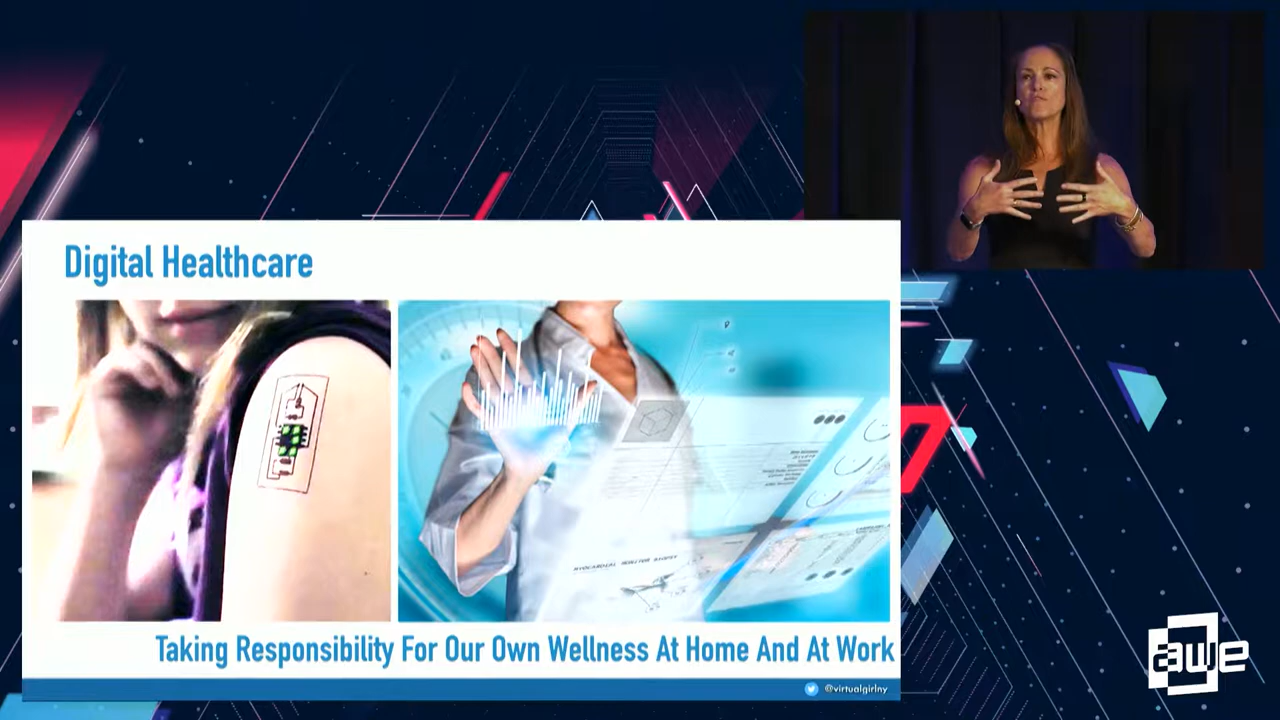 Digital Healthcare
Taking Responsibility For Our Own Wellness At Home And At Work
@virtualgirlny
awe